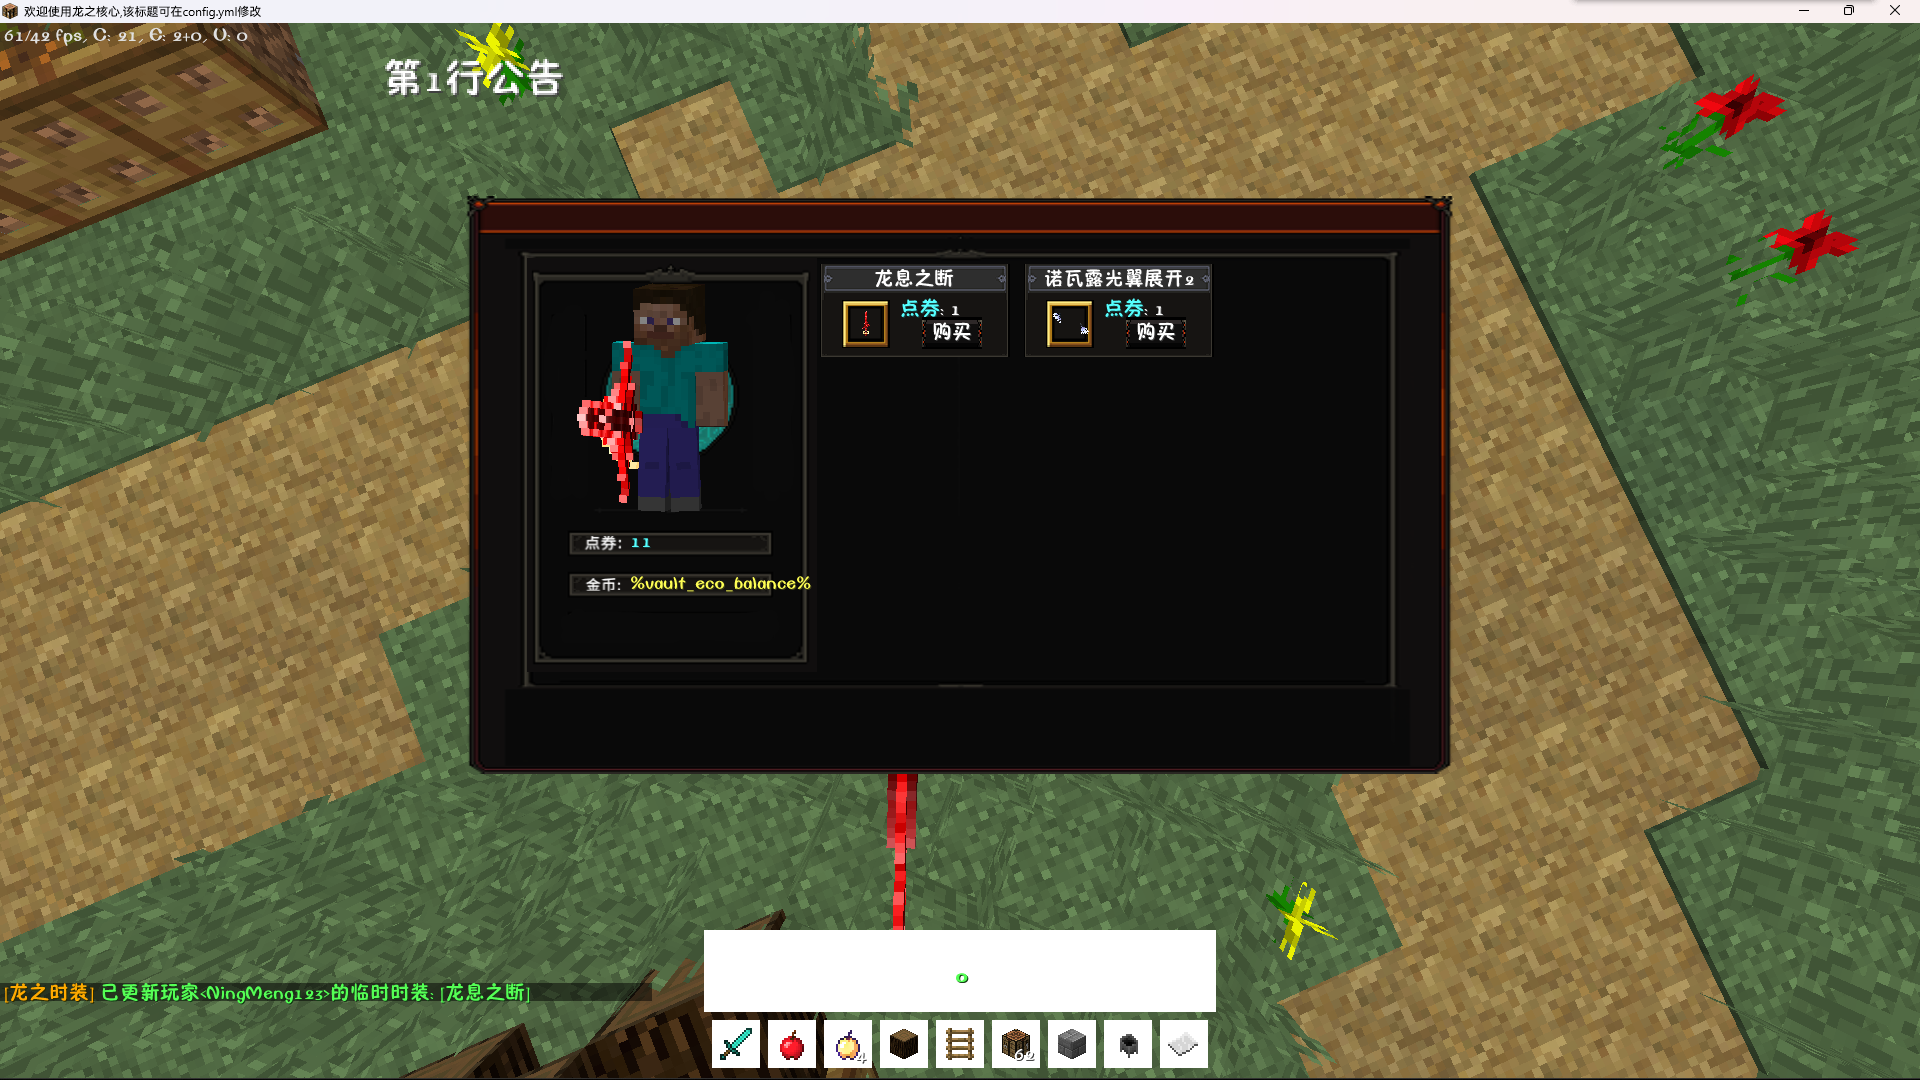 欢迎使用龙之核心,该标题可在config.yml修改
61/42 fps, C: 21, E: 2+0, U: 0
第1行公告
龙息之断
点券: 1
购买
诺瓦露光翼展开2
点券: 1
购买
点券: 11
金币: %vault_eco_balance%
[龙之时装] 已更新玩家<NingMeng123>的临时时装: [龙息之断]
0
4
62